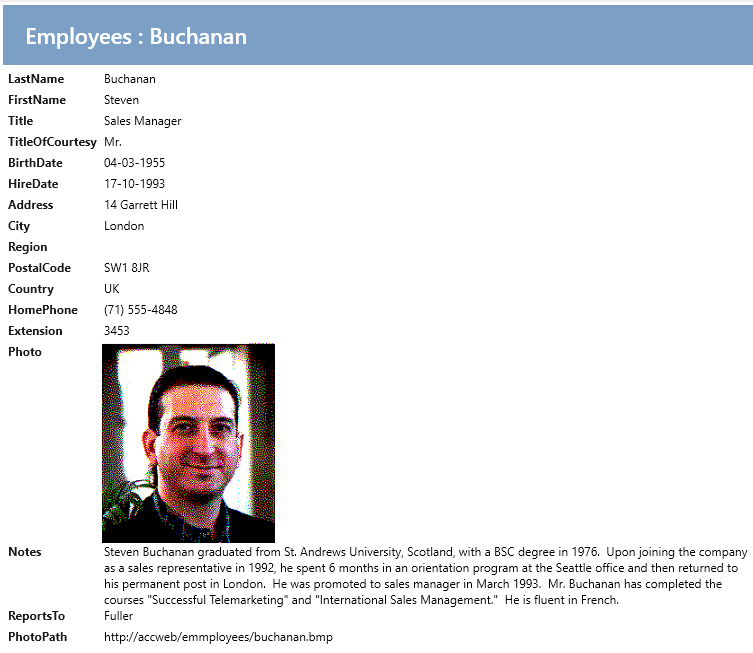 Employees : Buchanan
LastName Buchanan
FirstName Steven
Title Sales Manager
TitleOfCourtesy Mr.
BirthDate 04-03-1955
HireDate 17-10-1993
Address 14 Garrett Hill
City London
Region
PostalCode SW1 8JR
Country UK
HomePhone (71) 555-4848
Extension 3453
Photo
Notes Steven Buchanan graduated from St. Andrews University, Scotland, with a BSC degree in 1976.  Upon joining the company
as a sales representative in 1992, he spent 6 months in an orientation program at the Seattle office and then returned to
his permanent post in London.  He was promoted to sales manager in March 1993.  Mr. Buchanan has completed the
courses "Successful Telemarketing" and "International Sales Management."  He is fluent in French.
ReportsTo Fuller
PhotoPath http://accweb/emmployees/buchanan.bmp